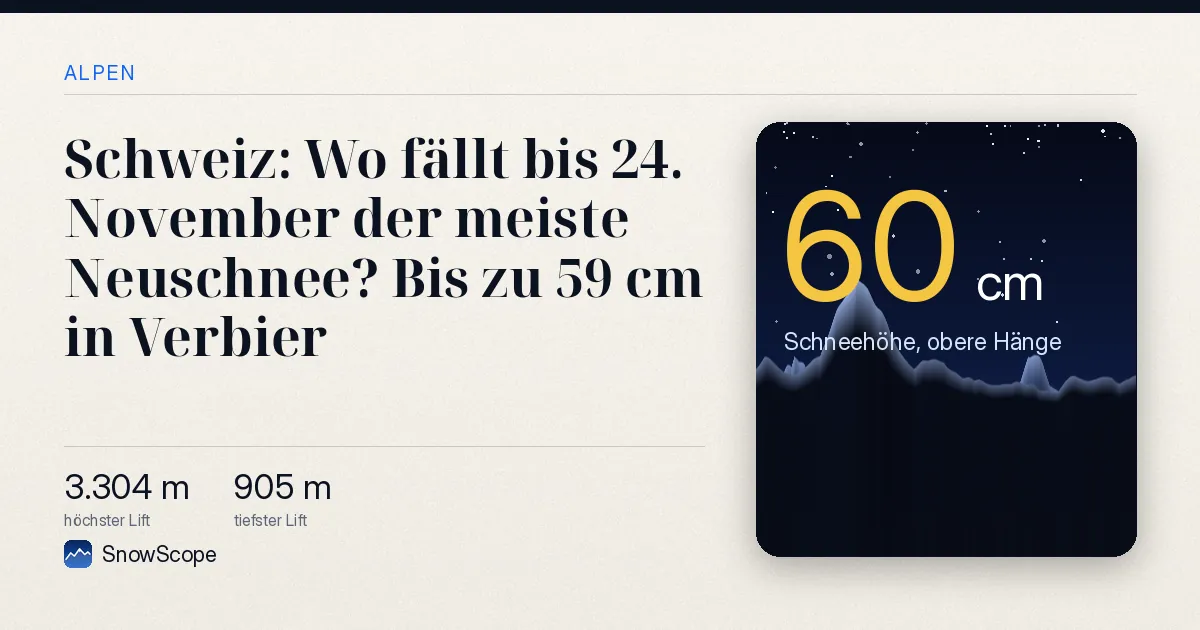 ALPEN
Schweiz: Wo fällt bis 24.
November der meiste
Neuschnee? Bis zu 59 cm
in Verbier
60 cm
Schneehöhe, obere Hänge
3.304 m
höchster Lift
905 m
tiefster Lift
SnowScope